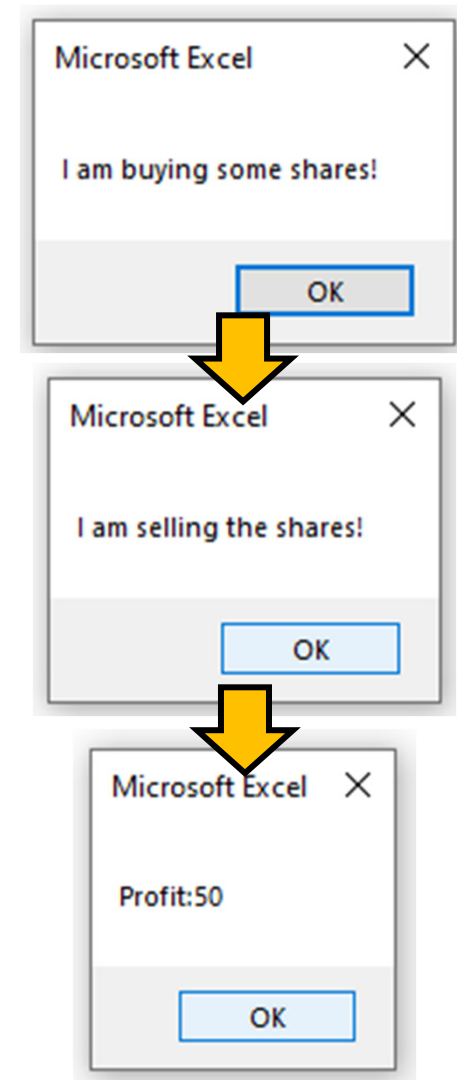 Microsoft Excel
I am buying some shares!
OK
Microsoft Excel
I am selling the shares!
OK
Microsoft Excel
Profit:50
OK